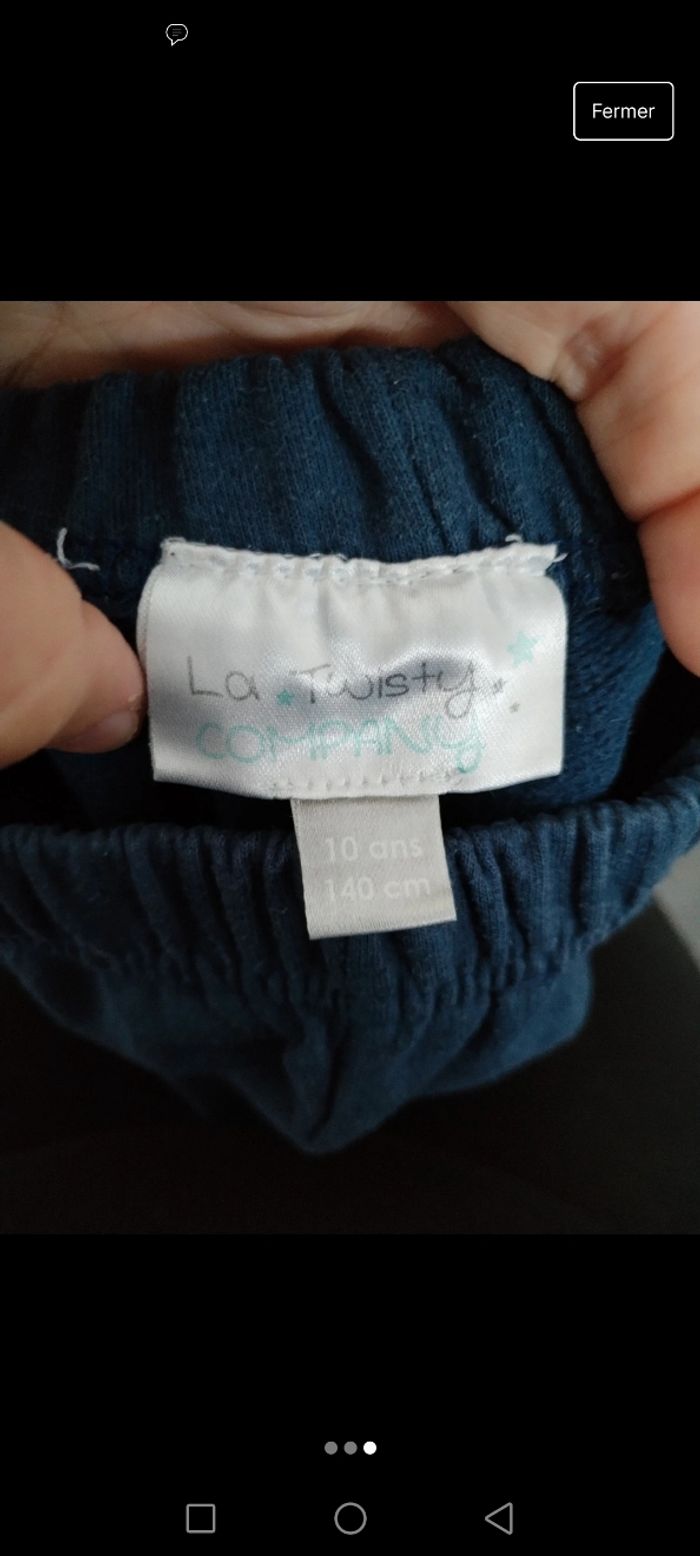 Fermer
La Twisty
COMPANY
10 ans
140 cm